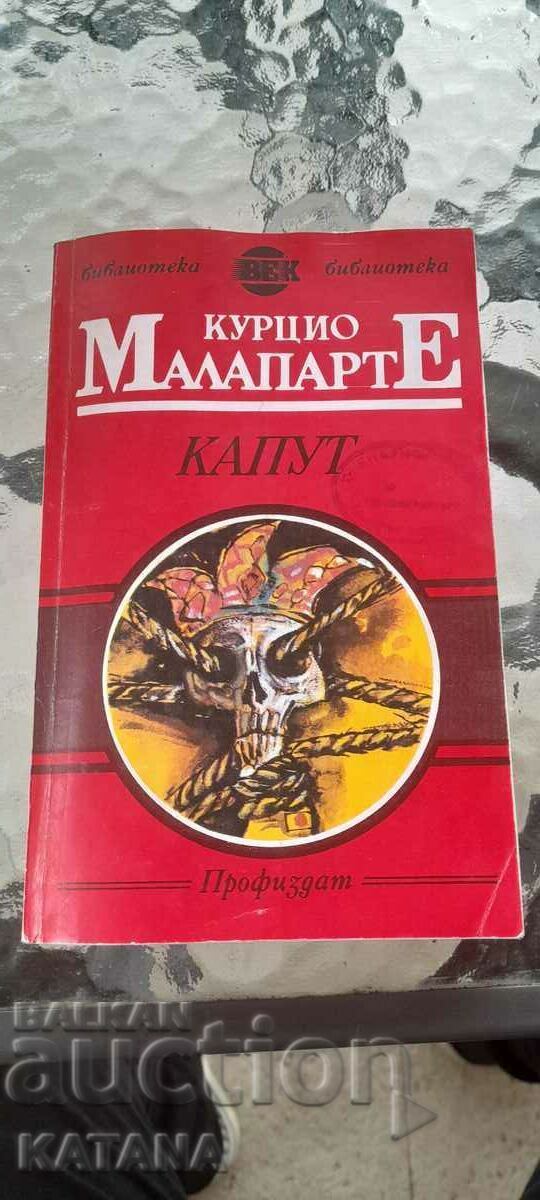 библиотека ВЕК библиотека
КУРЦИО
МАЛАПАРТЕ
КАПУТ
Профиздат
BALKAN
auction
KATANA